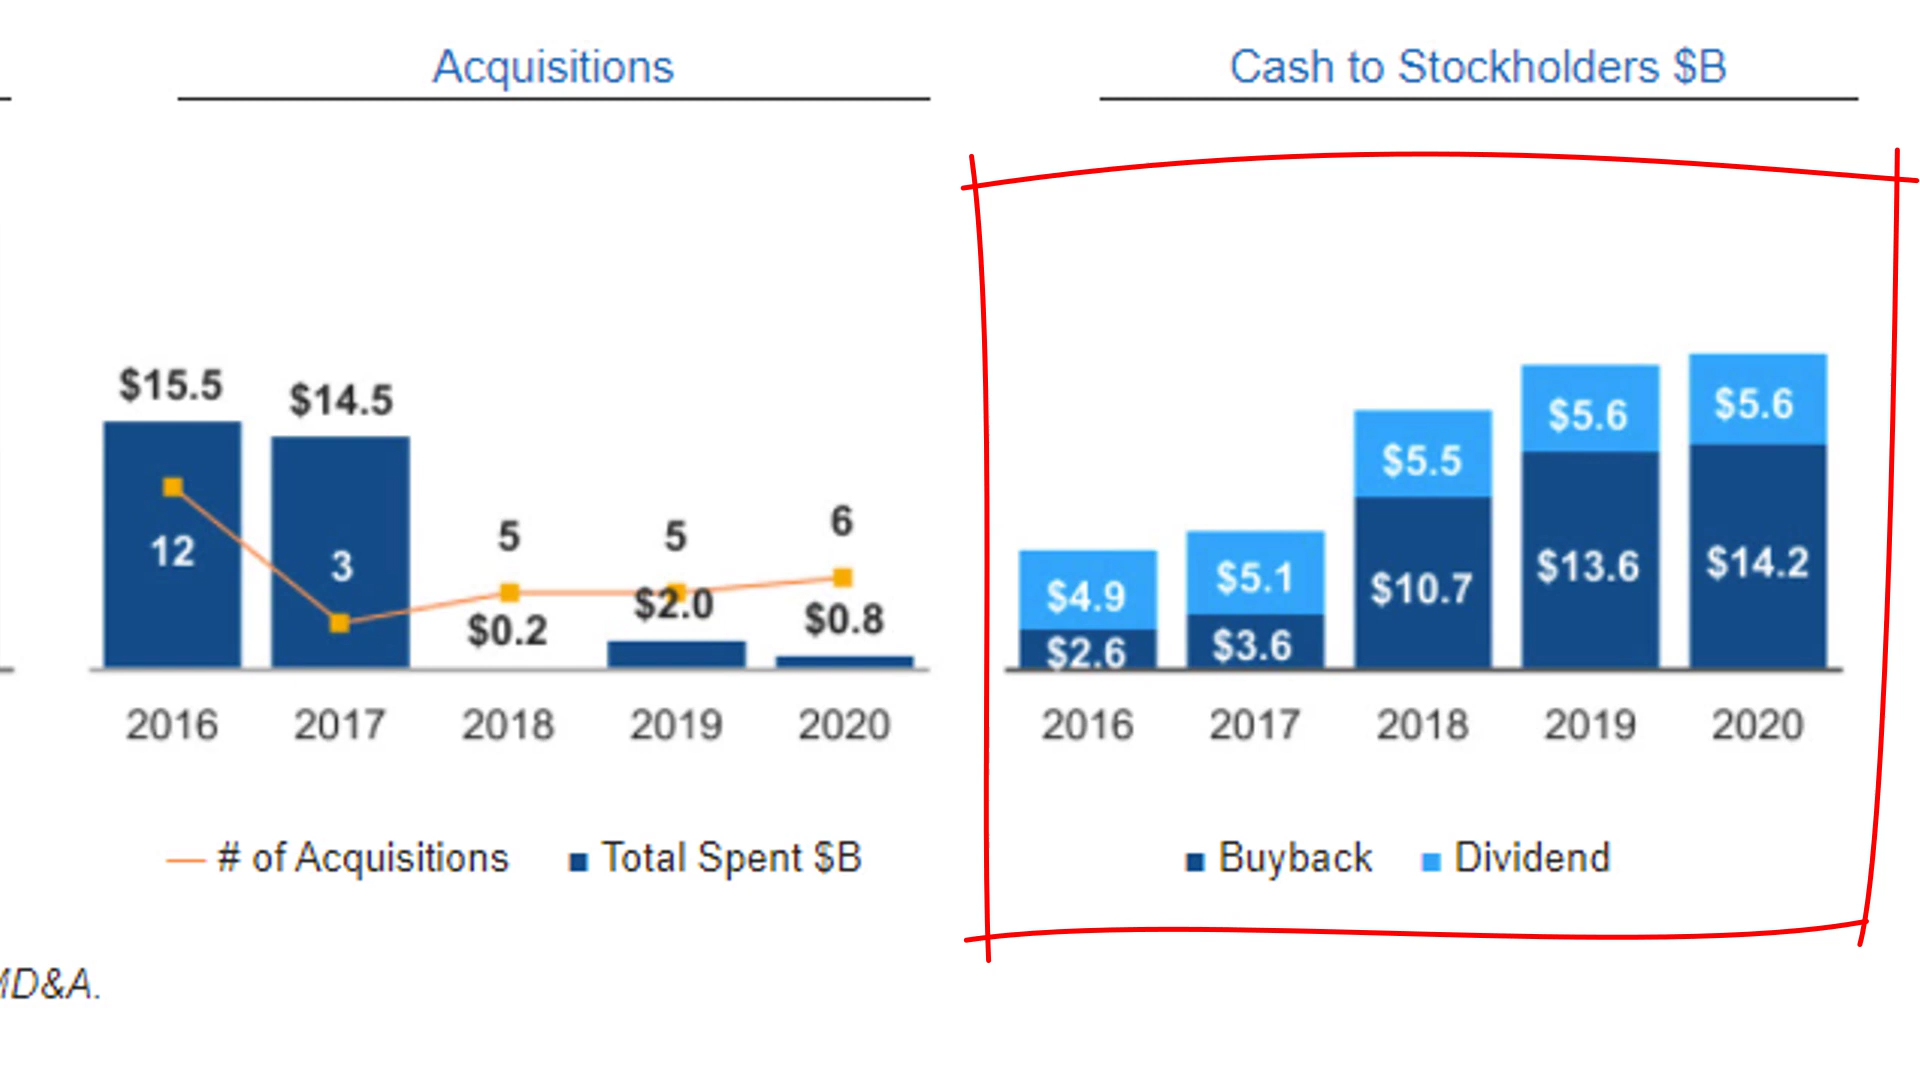 Acquisitions
$15.5
$14.5
12
3
5
5
6
$0.2
$2.0
$0.8
2016 2017 2018 2019 2020
# of Acquisitions Total Spent $B
Cash to Stockholders $B
$4.9
$2.6
$5.1
$3.6
$5.5
$10.7
$5.6
$13.6
$5.6
$14.2
2016 2017 2018 2019 2020
Buyback Dividend
MD&A.